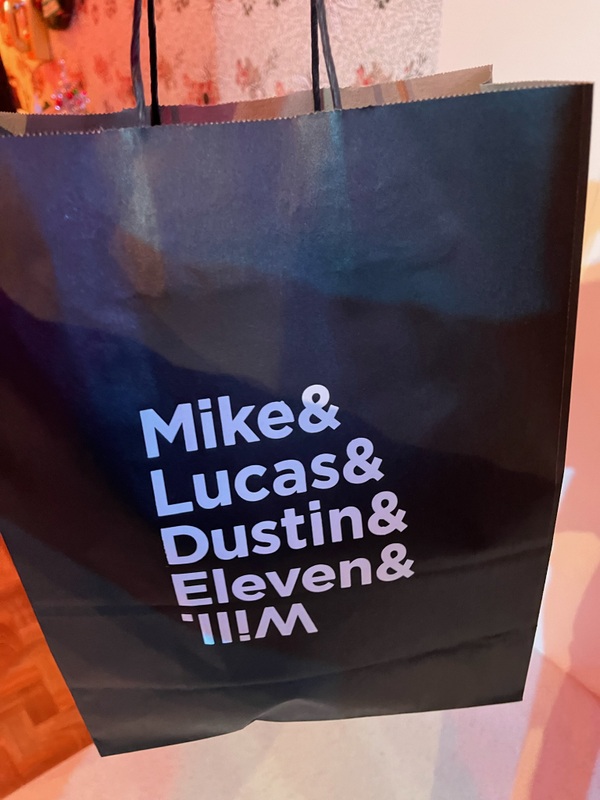 Mike&
Lucas&
Dustin&
Eleven&
Will.